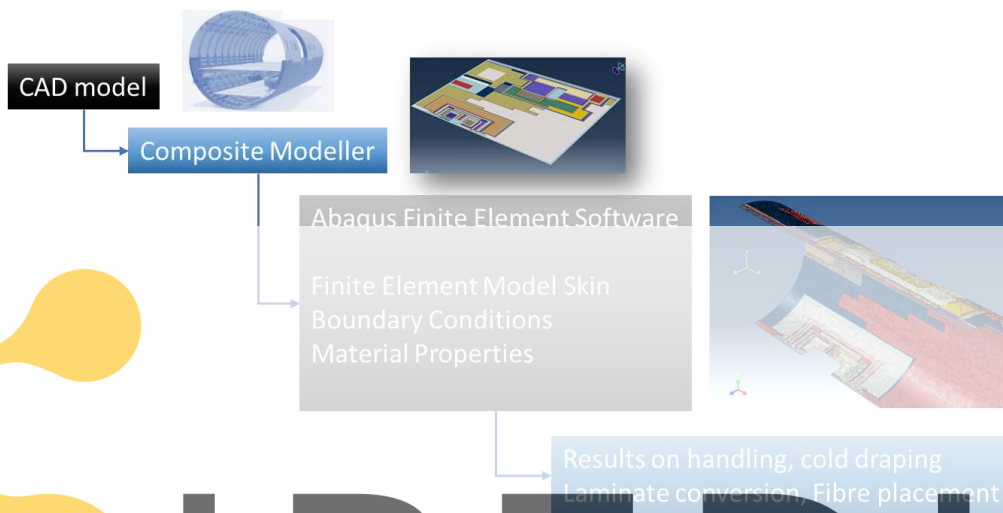 CAD model
Composite Modeller
Abaqus Finite Element Software
Finite Element Model Skin
Boundary Conditions
Material Properties
Results on handling, cold draping
Laminate conversion, Fibre placement